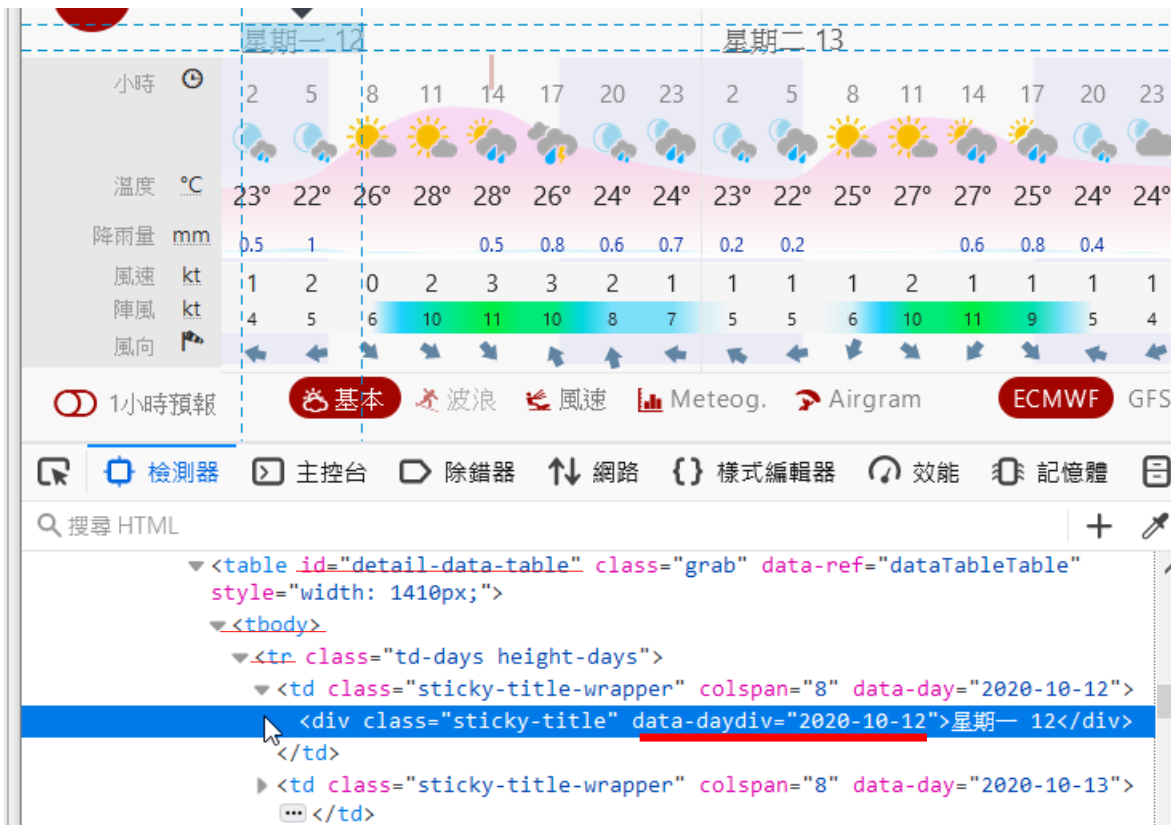 星期一 12 星期二 13
小時 2 5 8 11 14 17 20 23 2 5 8 11 14 17 20 23
溫度 °C 23° 22° 26° 28° 28° 26° 24° 24° 23° 22° 25° 27° 27° 25° 24° 24°
降雨量 mm 0.5 1 0.5 0.8 0.6 0.7 0.2 0.2 0.6 0.8 0.4
風速 kt 1 2 0 2 3 3 2 1 1 1 1 2 1 1 1 1
陣風 kt 4 5 6 10 11 10 8 7 5 5 6 10 11 9 5 4
風向
1小時預報 基本 波浪 風速 Meteog. Airgram ECMWF GFS
檢測器 主控台 除錯器 網路 {} 樣式編輯器 效能 記憶體
搜尋 HTML
<table id="detail-data-table" class="grab" data-ref="dataTableTable"
style="width: 1410px;">
<tbody>
<tr class="td-days height-days">
<td class="sticky-title-wrapper" colspan="8" data-day="2020-10-12">
<div class="sticky-title" data-daydiv="2020-10-12">星期一 12</div>
</td>
<td class="sticky-title-wrapper" colspan="8" data-day="2020-10-13">
⋯ </td>